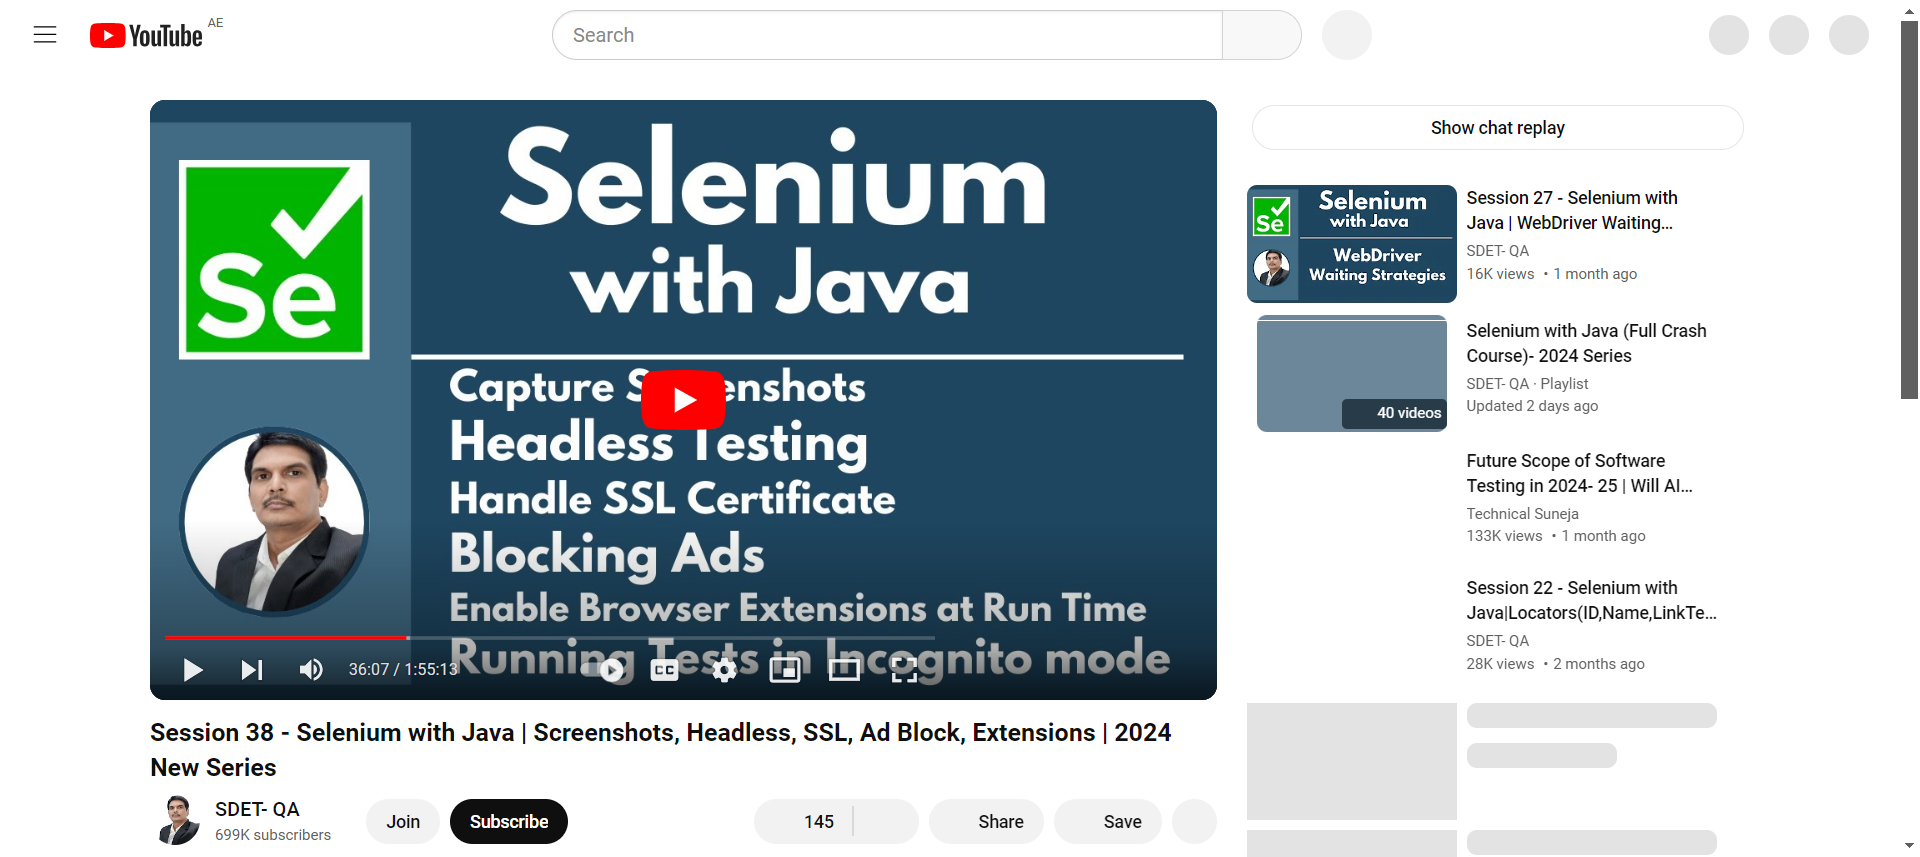 YouTube AE
Search
Selenium
with Java
Se
Capture S enshots
Headless Testing
Handle SSL Certificate
Blocking Ads
Enable Browser Extensions at Run Time
Running Tests in Incognito mode
36:07 / 1:55:13
CC
Session 38 - Selenium with Java | Screenshots, Headless, SSL, Ad Block, Extensions | 2024
New Series
SDET- QA
699K subscribers
Join
Subscribe
145
Share
Save
Show chat replay
Selenium
with Java
Se
WebDriver
Waiting Strategies
Session 27 - Selenium with
Java | WebDriver Waiting...
SDET- QA
16K views • 1 month ago
40 videos
Selenium with Java (Full Crash
Course)- 2024 Series
SDET- QA · Playlist
Updated 2 days ago
Future Scope of Software
Testing in 2024- 25 | Will AI...
Technical Suneja
133K views • 1 month ago
Session 22 - Selenium with
Java|Locators(ID,Name,LinkTe...
SDET- QA
28K views • 2 months ago